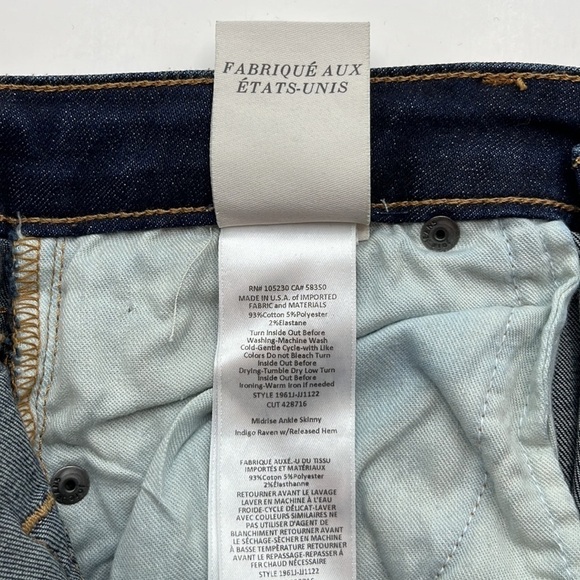 FABRIQUÉ AUX
ÉTATS-UNIS
RN# 105230 CA# 58350
MADE IN U.S.A. of IMPORTED
FABRIC and MATERIALS
93%Cotton 5%Polyester
2%Elastane
Turn Inside Out Before
Washing-Machine Wash
Cold-Gentle Cycle-with Like
Colors Do not Bleach Turn
Inside Out Before
Drying-Tumble Dry Low Turn
Inside Out Before
Ironing-Warm Iron if needed
STYLE 1961J-JJ1122
CUT 428716
Midrise Ankle Skinny
Indigo Raven w/Released Hem
FABRIQUÉ AUXÉ.-U DU TISSU
IMPORTÉS ET MATÉRIAUX
93%Coton 5%Polyester
2%Élasthanne
RETOURNER AVANT LE LAVAGE
LAVER EN MACHINE À L'EAU
FROIDE-CYCLE DÉLICAT-LAVER
AVEC COULEURS SIMILAIRES NE
PAS UTILISER D'AGENT DE
BLANCHIMENT RETOURNER AVANT
LE SÉCHAGE-SÉCHER EN MACHINE
À BASSE TEMPÉRATURE RETOURNER
AVANT LE REPASSAGE-REPASSER À
FER CHAUD NÉCESSAIRE
STYLE 1961J-JJ1122